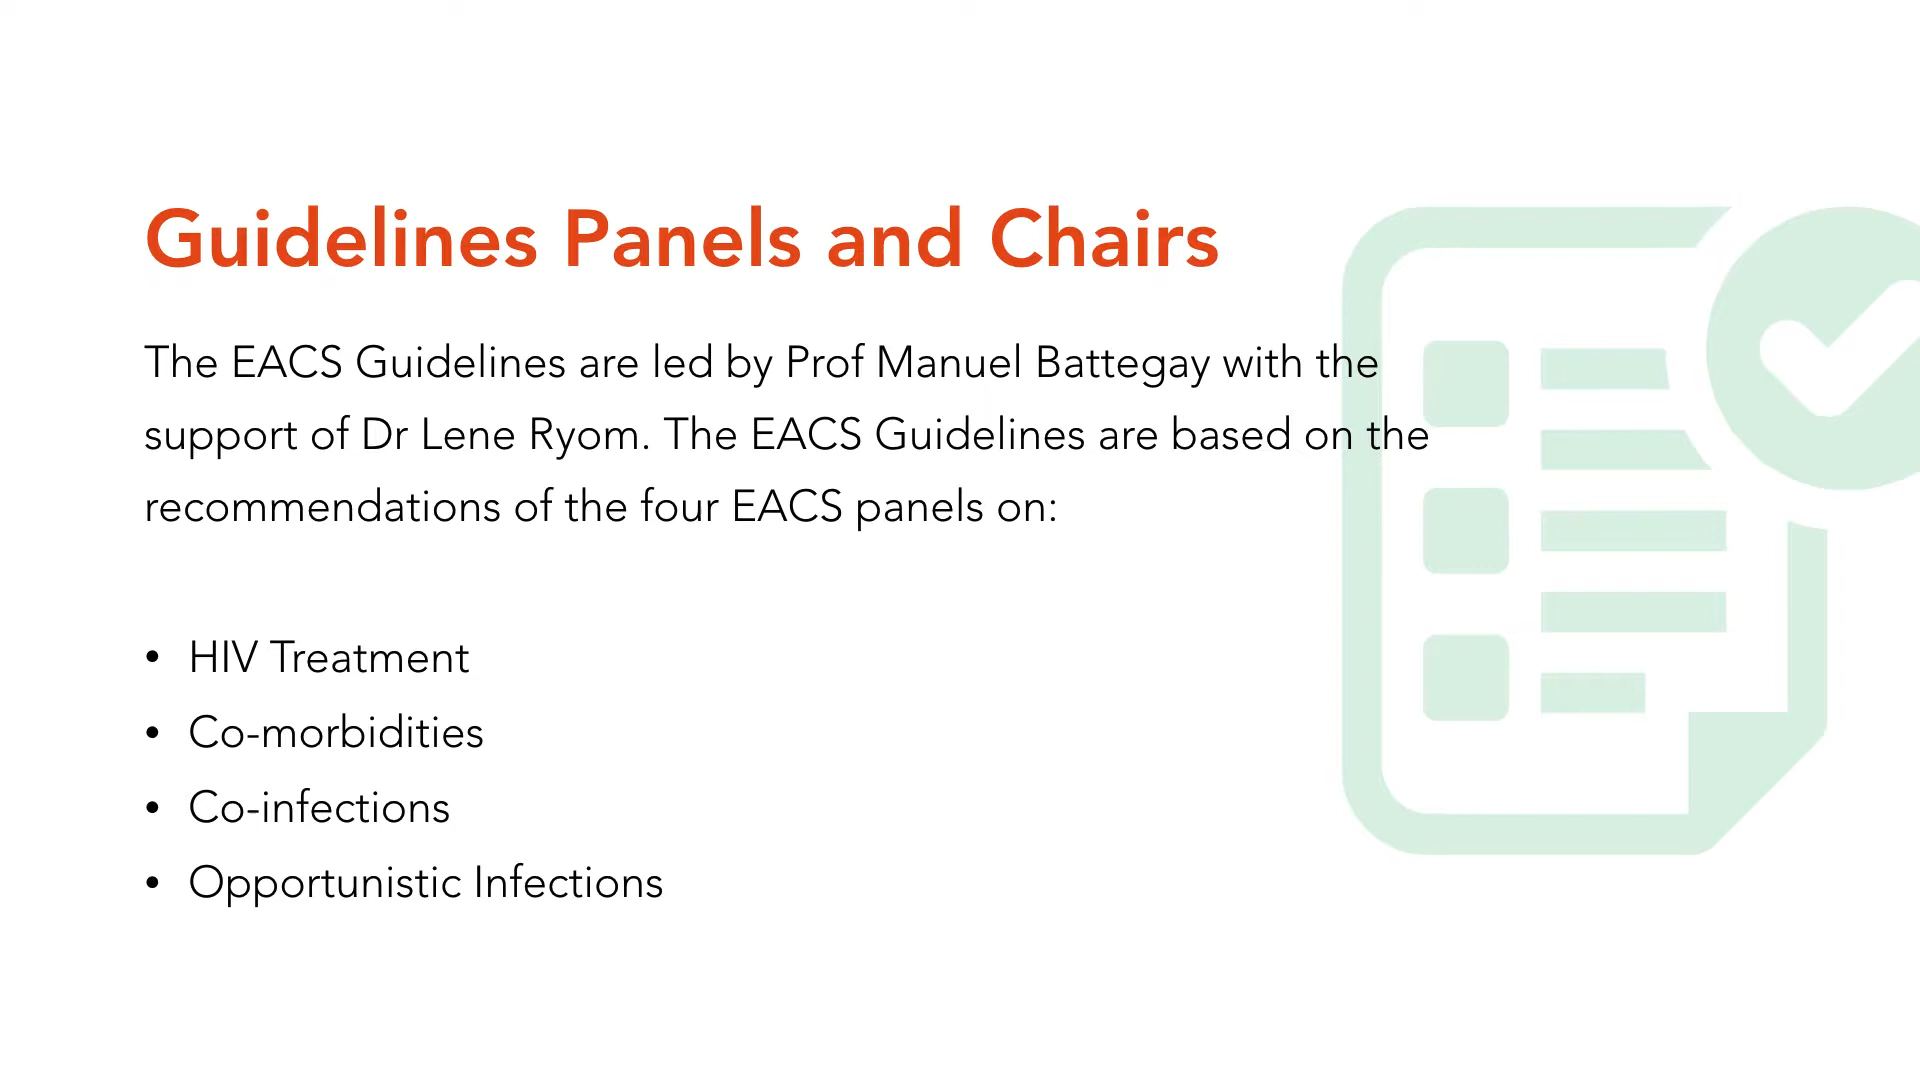 Guidelines Panels and Chairs
The EACS Guidelines are led by Prof Manuel Battegay with the
support of Dr Lene Ryom. The EACS Guidelines are based on the
recommendations of the four EACS panels on:
• HIV Treatment
• Co-morbidities
• Co-infections
• Opportunistic Infections